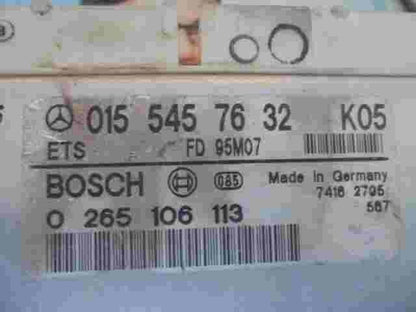 015 545 76 32 K05
ETS FD 95M07
BOSCH 085 Made in Germany
7416 2795
0 265 106 113 567